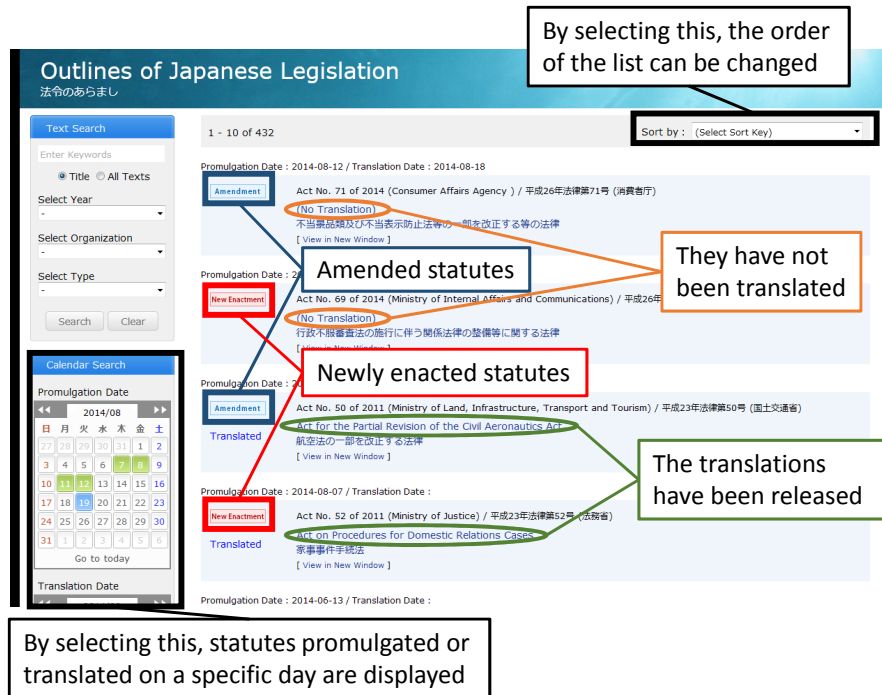 By selecting this, the order
of the list can be changed
Outlines of Japanese Legislation
法令のあらまし
Text Search
Enter Keywords
Title All Texts
Select Year
-
Select Organization
-
Select Type
-
Search Clear
Calendar Search
Promulgation Date
2014/08
日 月 火 水 木 金 土
27 28 29 30 31 1 2
3 4 5 6 7 8 9
10 11 12 13 14 15 16
17 18 19 20 21 22 23
24 25 26 27 28 29 30
31 1 2 3 4 5 6
Go to today
Translation Date
1 - 10 of 432
Sort by : (Select Sort Key)
Promulgation Date : 2014-08-12 / Translation Date : 2014-08-18
Amendment
Act No. 71 of 2014 (Consumer Affairs Agency ) / 平成26年法律第71号 (消費者庁)
(No Translation)
不当景品類及び不当表示防止法等の一部を改正する等の法律
[ View in New Window ]
Amended statutes
They have not
been translated
Promulgation Date : 20
New Enactment
Act No. 69 of 2014 (Ministry of Internal Affairs and Communications) / 平成26年
(No Translation)
行政不服審査法の施行に伴う関係法律の整備等に関する法律
[ View in New Window ]
Newly enacted statutes
Promulgation Date : 20
Amendment
Translated
Act No. 50 of 2011 (Ministry of Land, Infrastructure, Transport and Tourism) / 平成23年法律第50号 (国土交通省)
Act for the Partial Revision of the Civil Aeronautics Act
航空法の一部を改正する法律
[ View in New Window ]
The translations
have been released
Promulgation Date : 2014-08-07 / Translation Date :
New Enactment
Translated
Act No. 52 of 2011 (Ministry of Justice) / 平成23年法律第52号 (法務省)
Act on Procedures for Domestic Relations Cases
家事事件手続法
[ View in New Window ]
Promulgation Date : 2014-06-13 / Translation Date :
By selecting this, statutes promulgated or
translated on a specific day are displayed